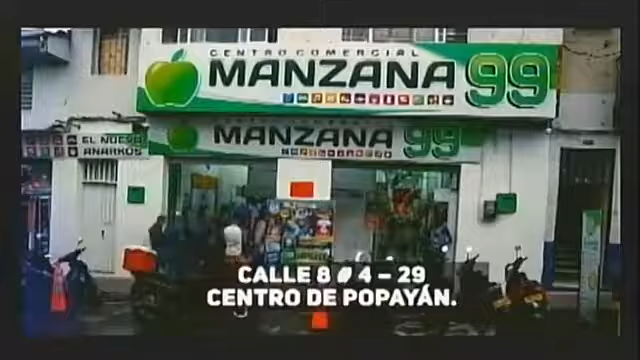 CENTRO COMERCIAL
MANZANA 99
MANZANA 99
EL NUEVO
ANARKOS
CALLE 8 # 4 - 29
CENTRO DE POPAYÁN.